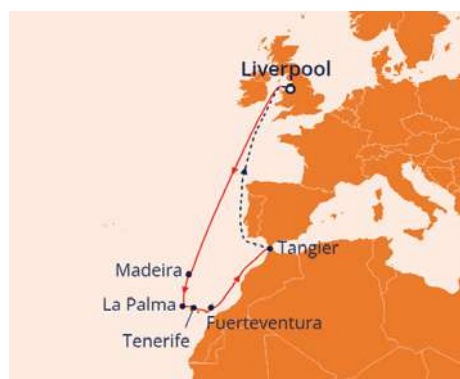 Liverpool
Tangier
Madeira
La Palma
Tenerife
Fuerteventura